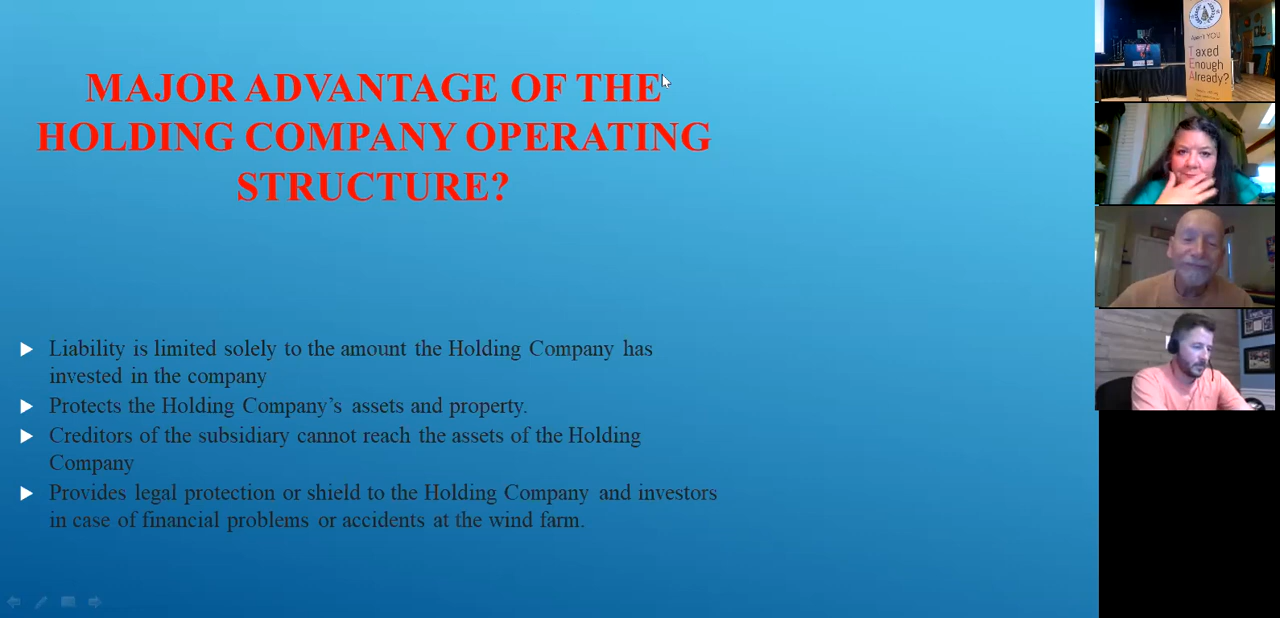 MAJOR ADVANTAGE OF THE
HOLDING COMPANY OPERATING
STRUCTURE?
Liability is limited solely to the amount the Holding Company has
invested in the company
Protects the Holding Company's assets and property.
Creditors of the subsidiary cannot reach the assets of the Holding
Company
Provides legal protection or shield to the Holding Company and investors
in case of financial problems or accidents at the wind farm.
Aren't YOU
Taxed
Enough
Already?